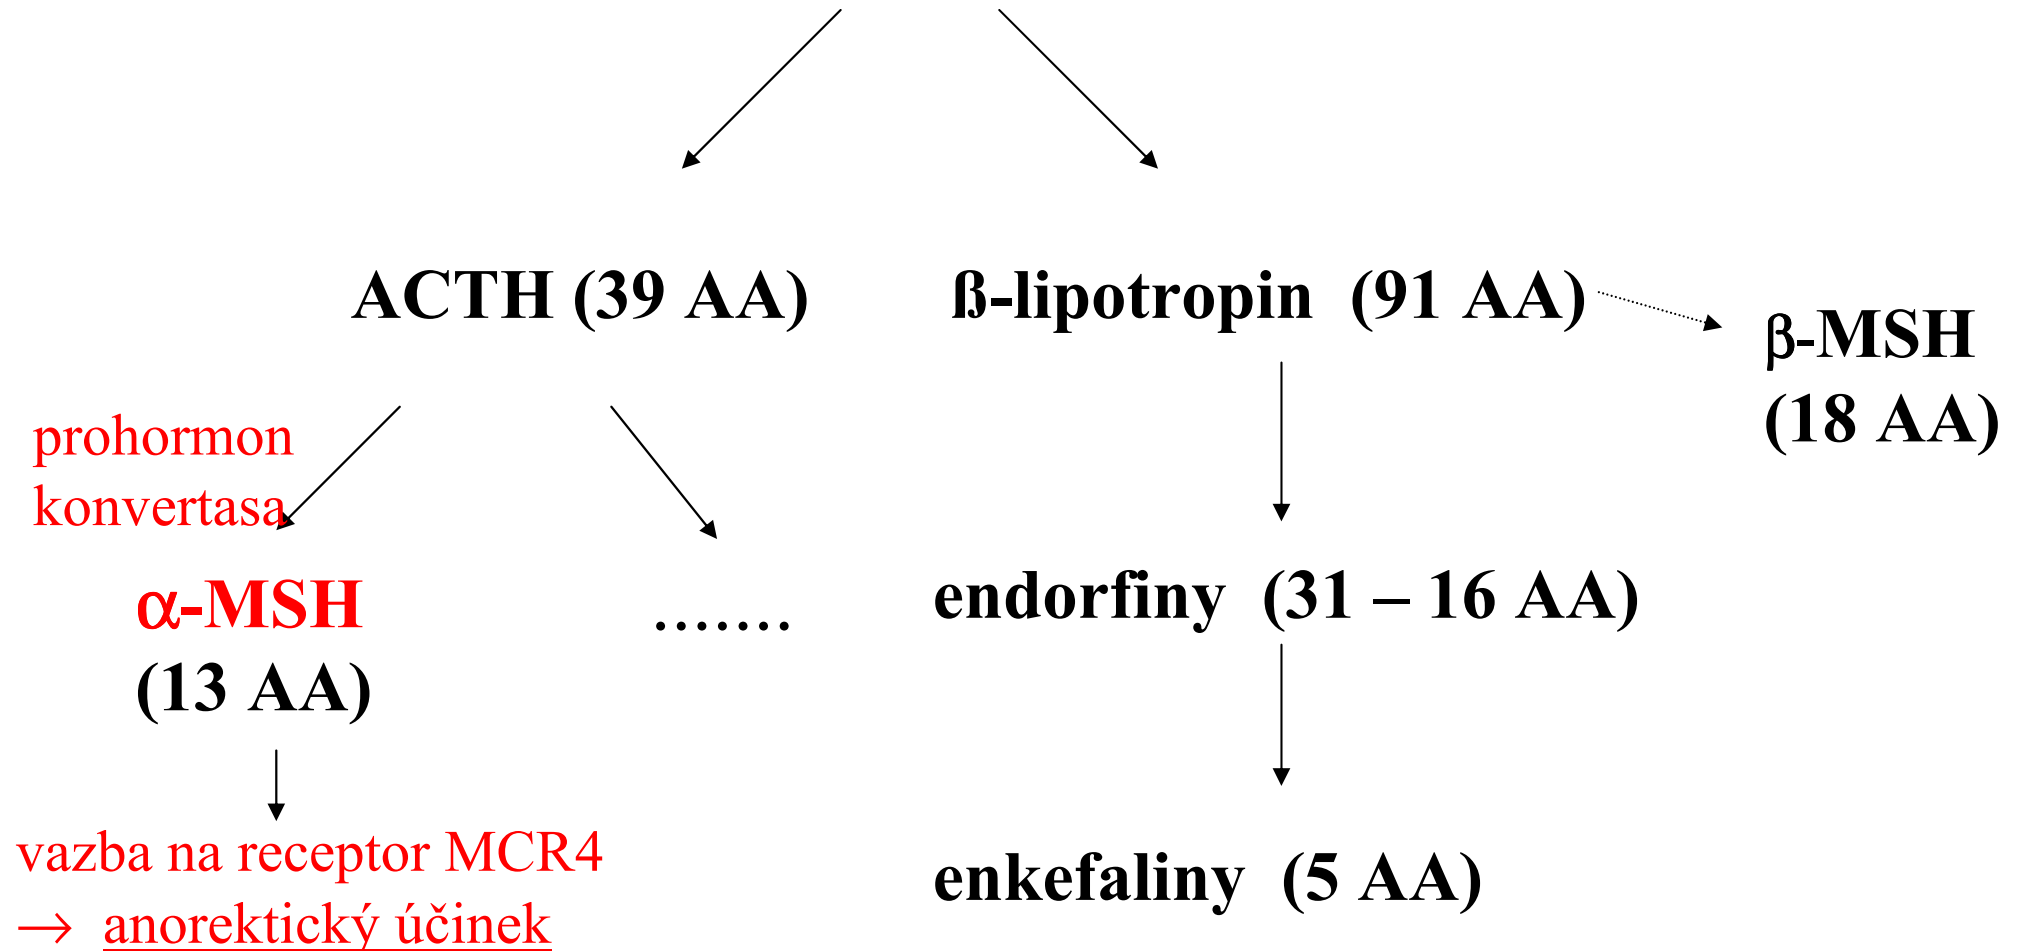 ACTH (39 AA)
ß-lipotropin (91 AA)
β-MSH
(18 AA)
prohormon
konvertasa
α-MSH
(13 AA)
.......
endorfiny (31 – 16 AA)
vazba na receptor MCR4
→ anorektický účinek
enkefaliny (5 AA)